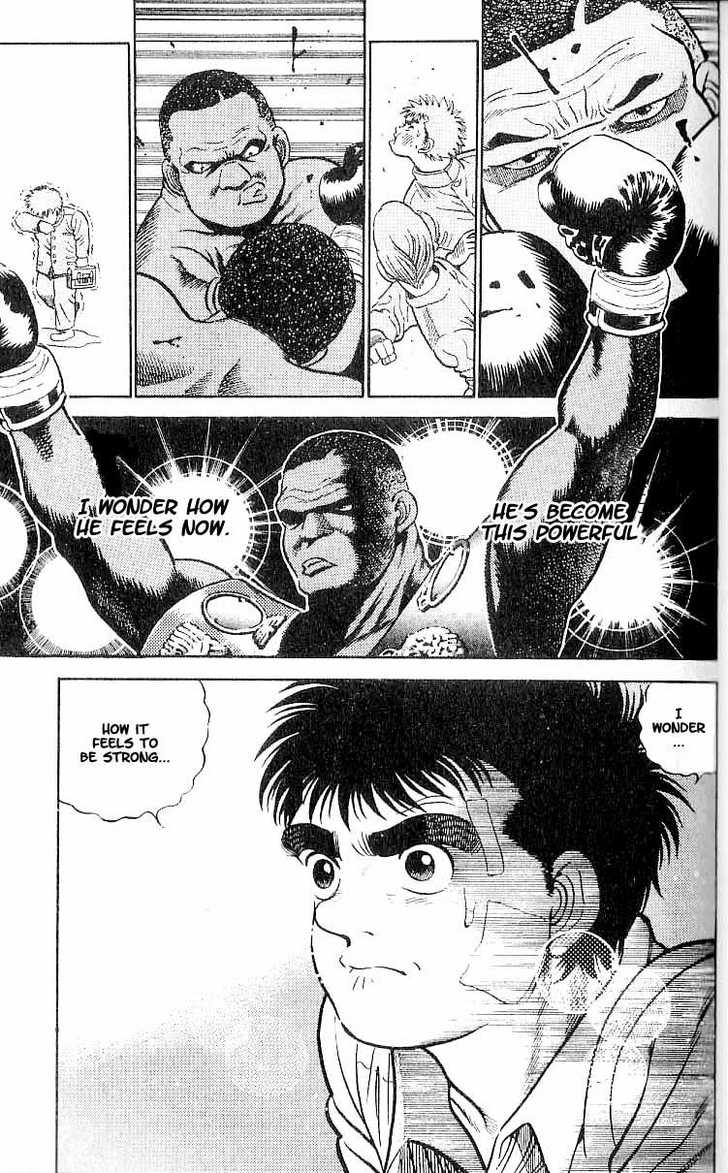 HE'S BECOME
THIS POWERFUL
I WONDER HOW
HE FEELS NOW.
I
WONDER
...
HOW IT
FEELS TO
BE STRONG...